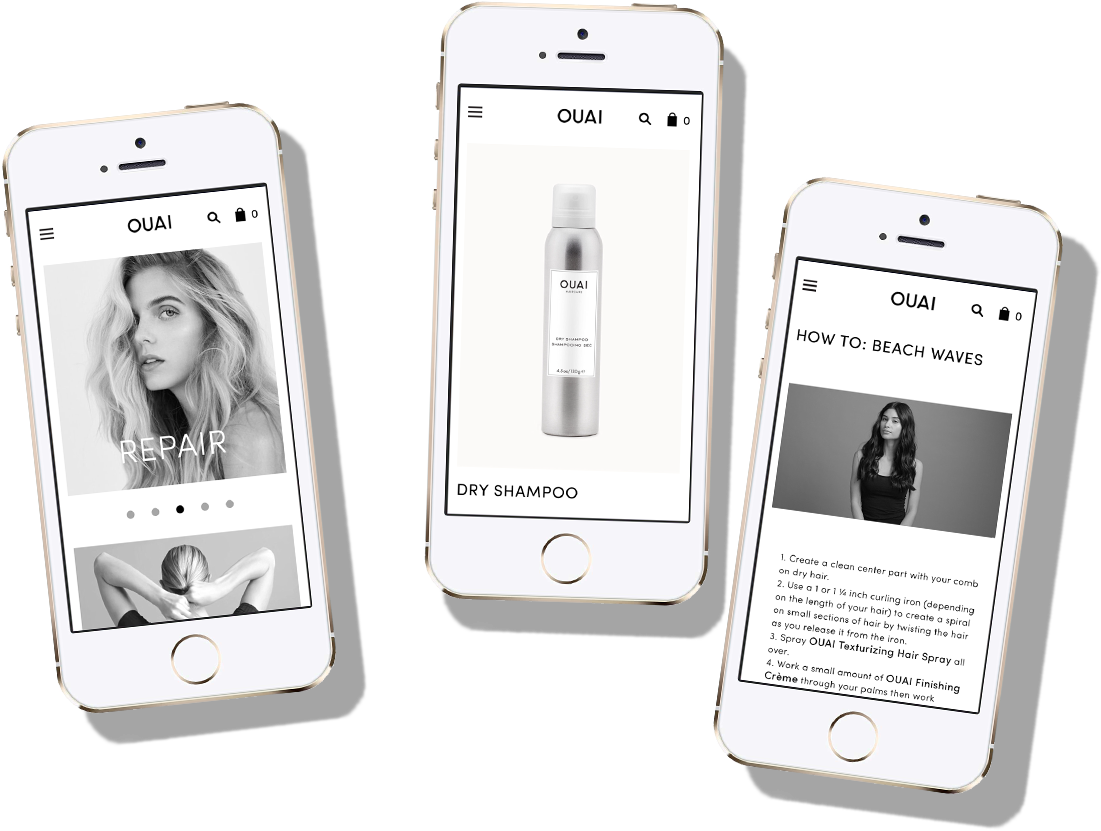 OUAI
0
REPAIR
OUAI
0
OUAI
DRY SHAMPOO
SHAMPOOING SEC
DRY SHAMPOO
OUAI
0
HOW TO: BEACH WAVES
1. Create a clean center part with your comb
on dry hair.
2. Use a 1 or 1 ¼ inch curling iron (depending
on the length of your hair) to create a spiral
on small sections of hair by twisting the hair
as you release it from the iron.
3. Spray OUAI Texturizing Hair Spray all
over.
4. Work a small amount of OUAI Finishing
Crème through your palms then work